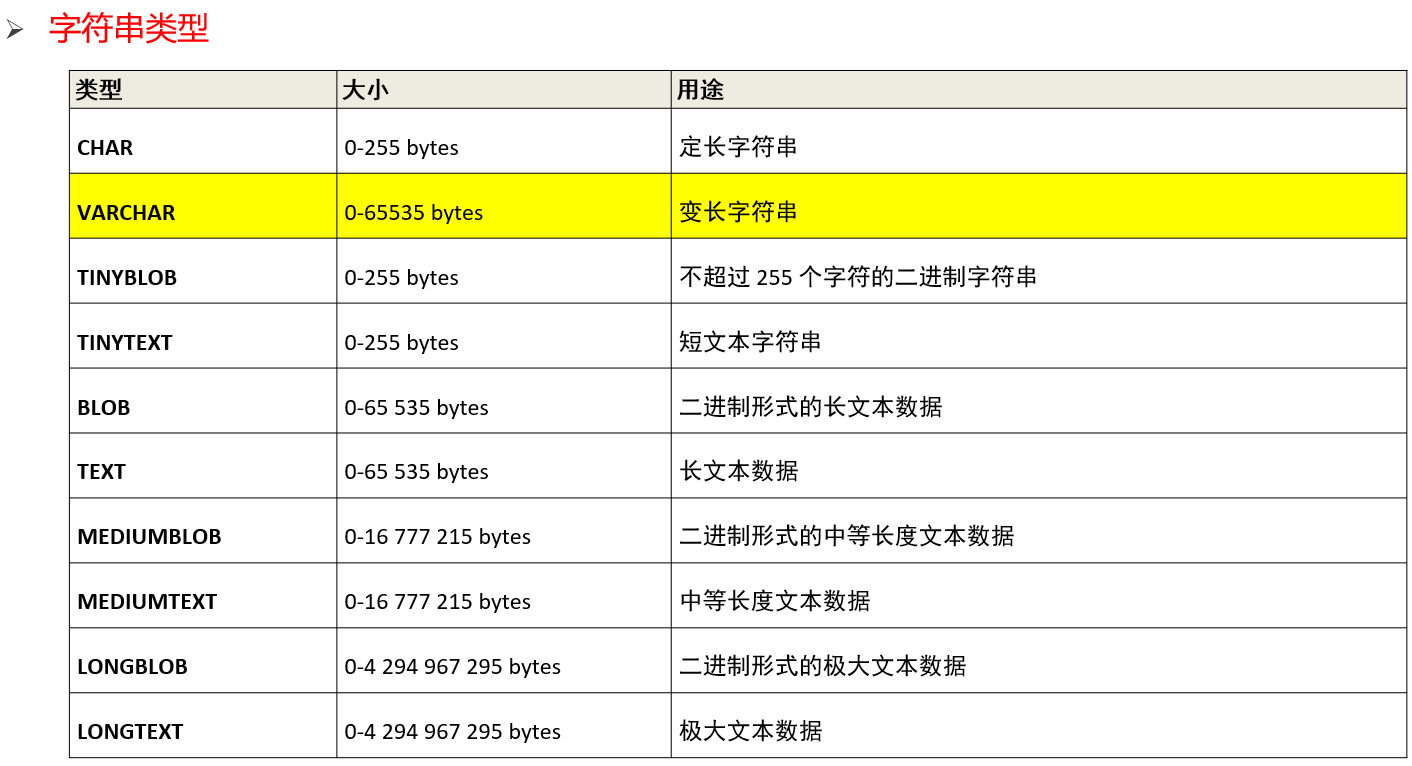 字符串类型
类型 大小 用途
CHAR 0-255 bytes 定长字符串
VARCHAR 0-65535 bytes 变长字符串
TINYBLOB 0-255 bytes 不超过 255 个字符的二进制字符串
TINYTEXT 0-255 bytes 短文本字符串
BLOB 0-65 535 bytes 二进制形式的长文本数据
TEXT 0-65 535 bytes 长文本数据
MEDIUMBLOB 0-16 777 215 bytes 二进制形式的中等长度文本数据
MEDIUMTEXT 0-16 777 215 bytes 中等长度文本数据
LONGBLOB 0-4 294 967 295 bytes 二进制形式的极大文本数据
LONGTEXT 0-4 294 967 295 bytes 极大文本数据